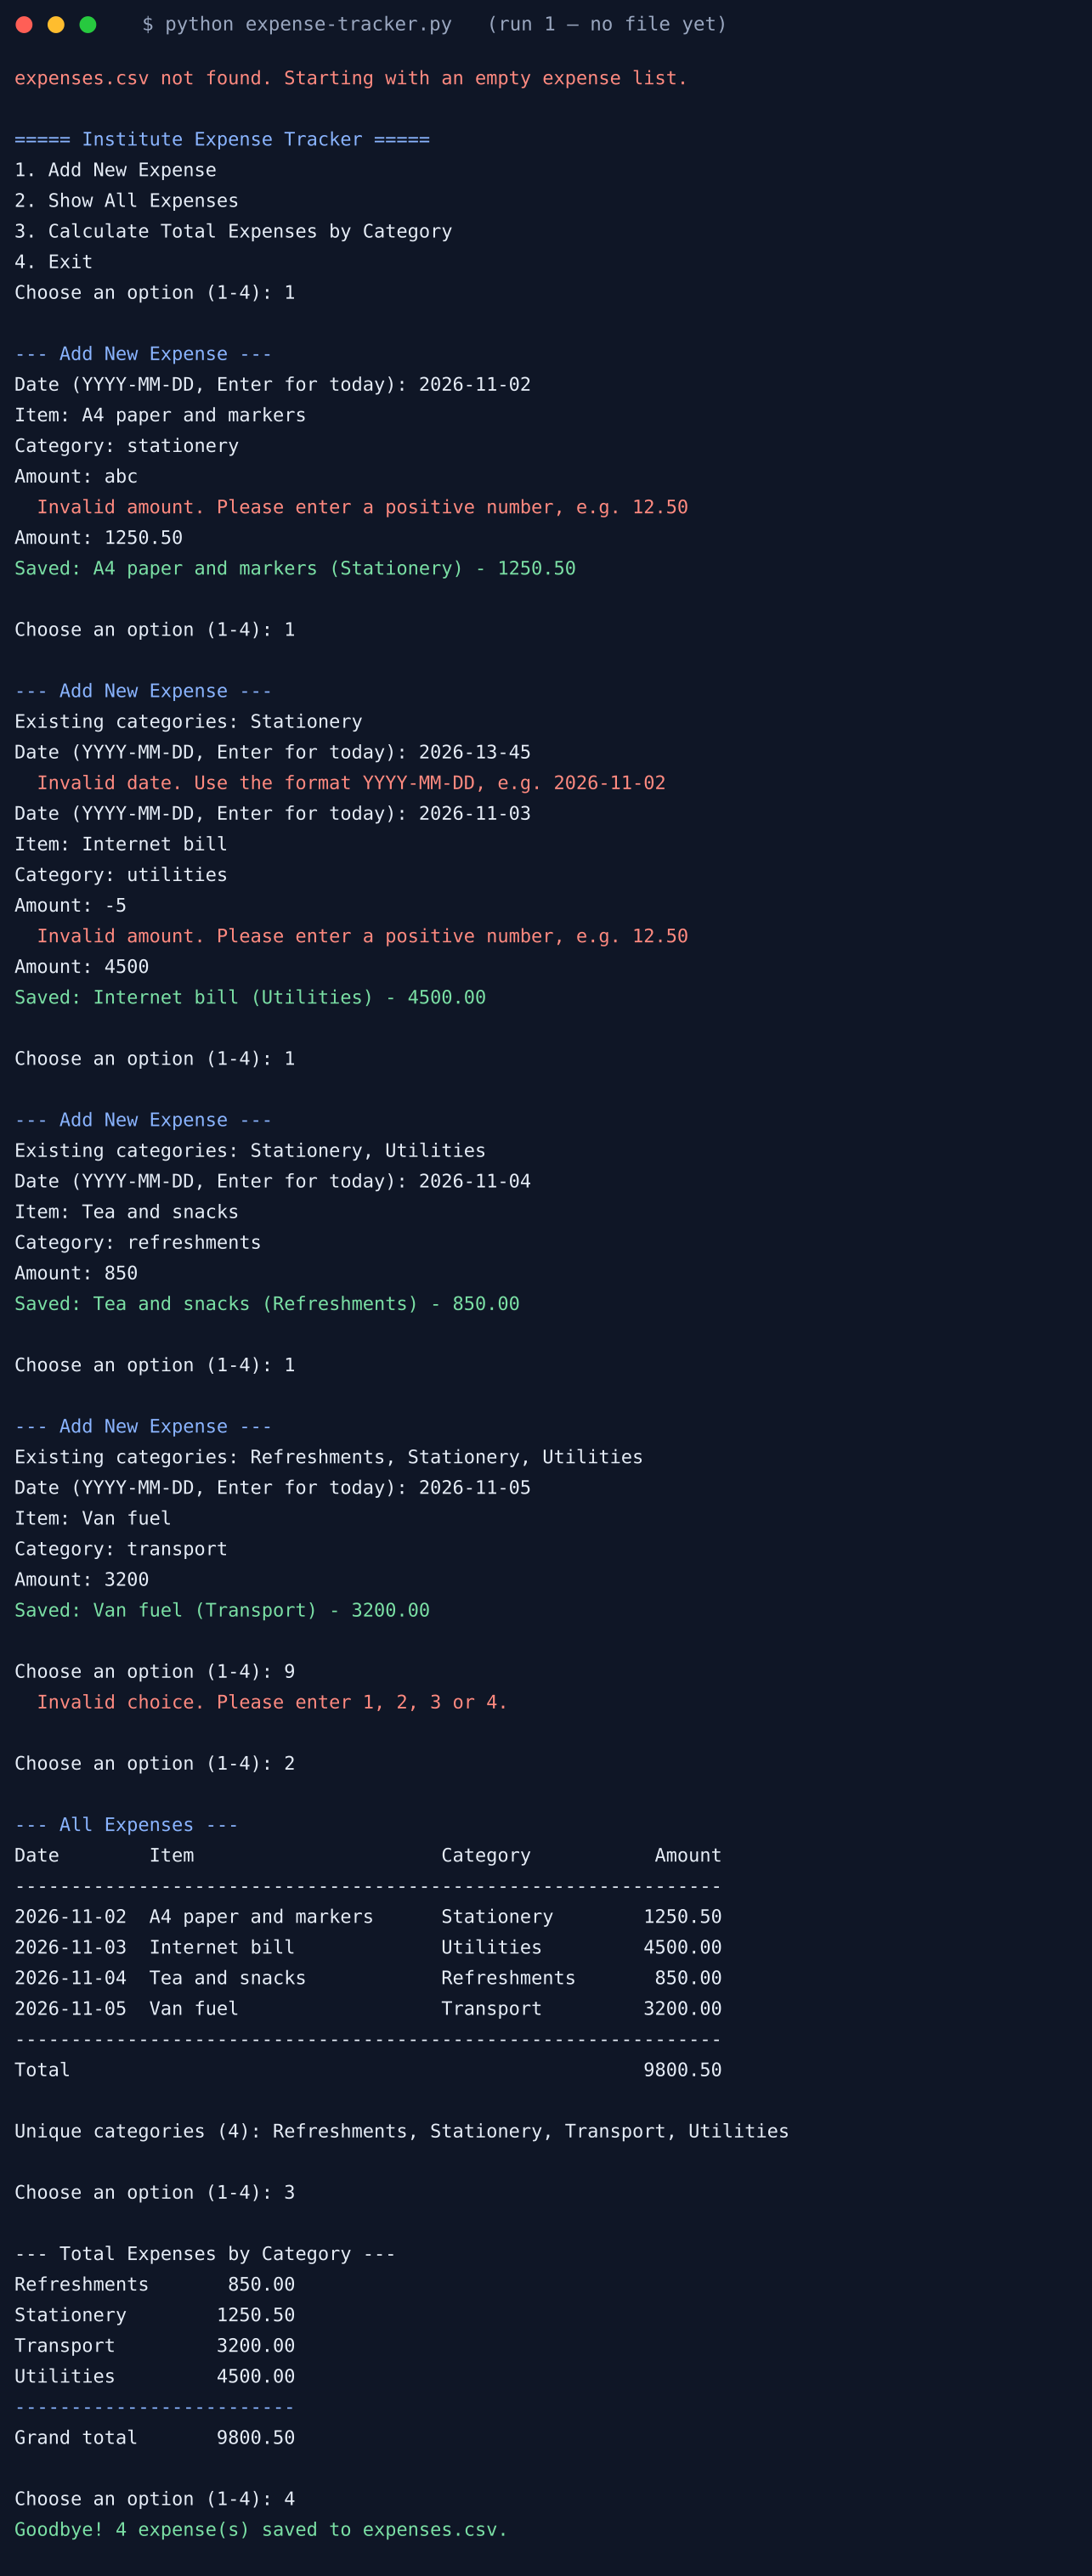 $ python expense-tracker.py   (run 1 — no file yet)
expenses.csv not found. Starting with an empty expense list.
===== Institute Expense Tracker =====
1. Add New Expense
2. Show All Expenses
3. Calculate Total Expenses by Category
4. Exit
Choose an option (1-4): 1
--- Add New Expense ---
Date (YYYY-MM-DD, Enter for today): 2026-11-02
Item: A4 paper and markers
Category: stationery
Amount: abc
  Invalid amount. Please enter a positive number, e.g. 12.50
Amount: 1250.50
Saved: A4 paper and markers (Stationery) - 1250.50
Choose an option (1-4): 1
--- Add New Expense ---
Existing categories: Stationery
Date (YYYY-MM-DD, Enter for today): 2026-13-45
  Invalid date. Use the format YYYY-MM-DD, e.g. 2026-11-02
Date (YYYY-MM-DD, Enter for today): 2026-11-03
Item: Internet bill
Category: utilities
Amount: -5
  Invalid amount. Please enter a positive number, e.g. 12.50
Amount: 4500
Saved: Internet bill (Utilities) - 4500.00
Choose an option (1-4): 1
--- Add New Expense ---
Existing categories: Stationery, Utilities
Date (YYYY-MM-DD, Enter for today): 2026-11-04
Item: Tea and snacks
Category: refreshments
Amount: 850
Saved: Tea and snacks (Refreshments) - 850.00
Choose an option (1-4): 1
--- Add New Expense ---
Existing categories: Refreshments, Stationery, Utilities
Date (YYYY-MM-DD, Enter for today): 2026-11-05
Item: Van fuel
Category: transport
Amount: 3200
Saved: Van fuel (Transport) - 3200.00
Choose an option (1-4): 9
  Invalid choice. Please enter 1, 2, 3 or 4.
Choose an option (1-4): 2
--- All Expenses ---
Date        Item                      Category           Amount
---------------------------------------------------------------
2026-11-02  A4 paper and markers      Stationery        1250.50
2026-11-03  Internet bill             Utilities         4500.00
2026-11-04  Tea and snacks            Refreshments       850.00
2026-11-05  Van fuel                  Transport         3200.00
---------------------------------------------------------------
Total                                                   9800.50
Unique categories (4): Refreshments, Stationery, Transport, Utilities
Choose an option (1-4): 3
--- Total Expenses by Category ---
Refreshments       850.00
Stationery        1250.50
Transport         3200.00
Utilities         4500.00
-------------------------
Grand total       9800.50
Choose an option (1-4): 4
Goodbye! 4 expense(s) saved to expenses.csv.